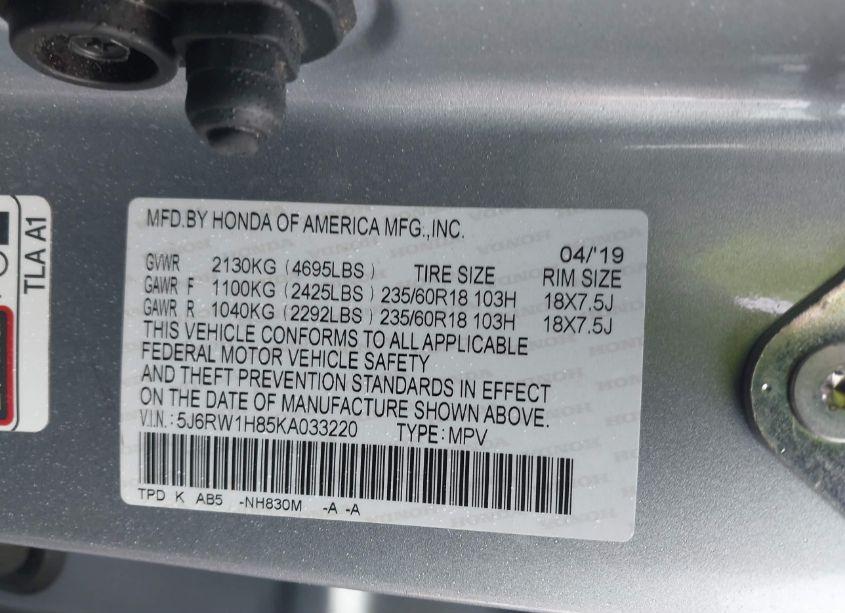 MFD.BY HONDA OF AMERICA MFG.,INC.
04/'19
GVWR 2130KG (4695LBS) TIRE SIZE RIM SIZE
GAWR F 1100KG (2425LBS) 235/60R18 103H 18X7.5J
GAWR R 1040KG (2292LBS) 235/60R18 103H 18X7.5J
THIS VEHICLE CONFORMS TO ALL APPLICABLE
FEDERAL MOTOR VEHICLE SAFETY
AND THEFT PREVENTION STANDARDS IN EFFECT
ON THE DATE OF MANUFACTURE SHOWN ABOVE.
V.I.N.: 5J6RW1H85KA033220 TYPE: MPV
TPD K AB5 -NH830M -A -A
TLA A1